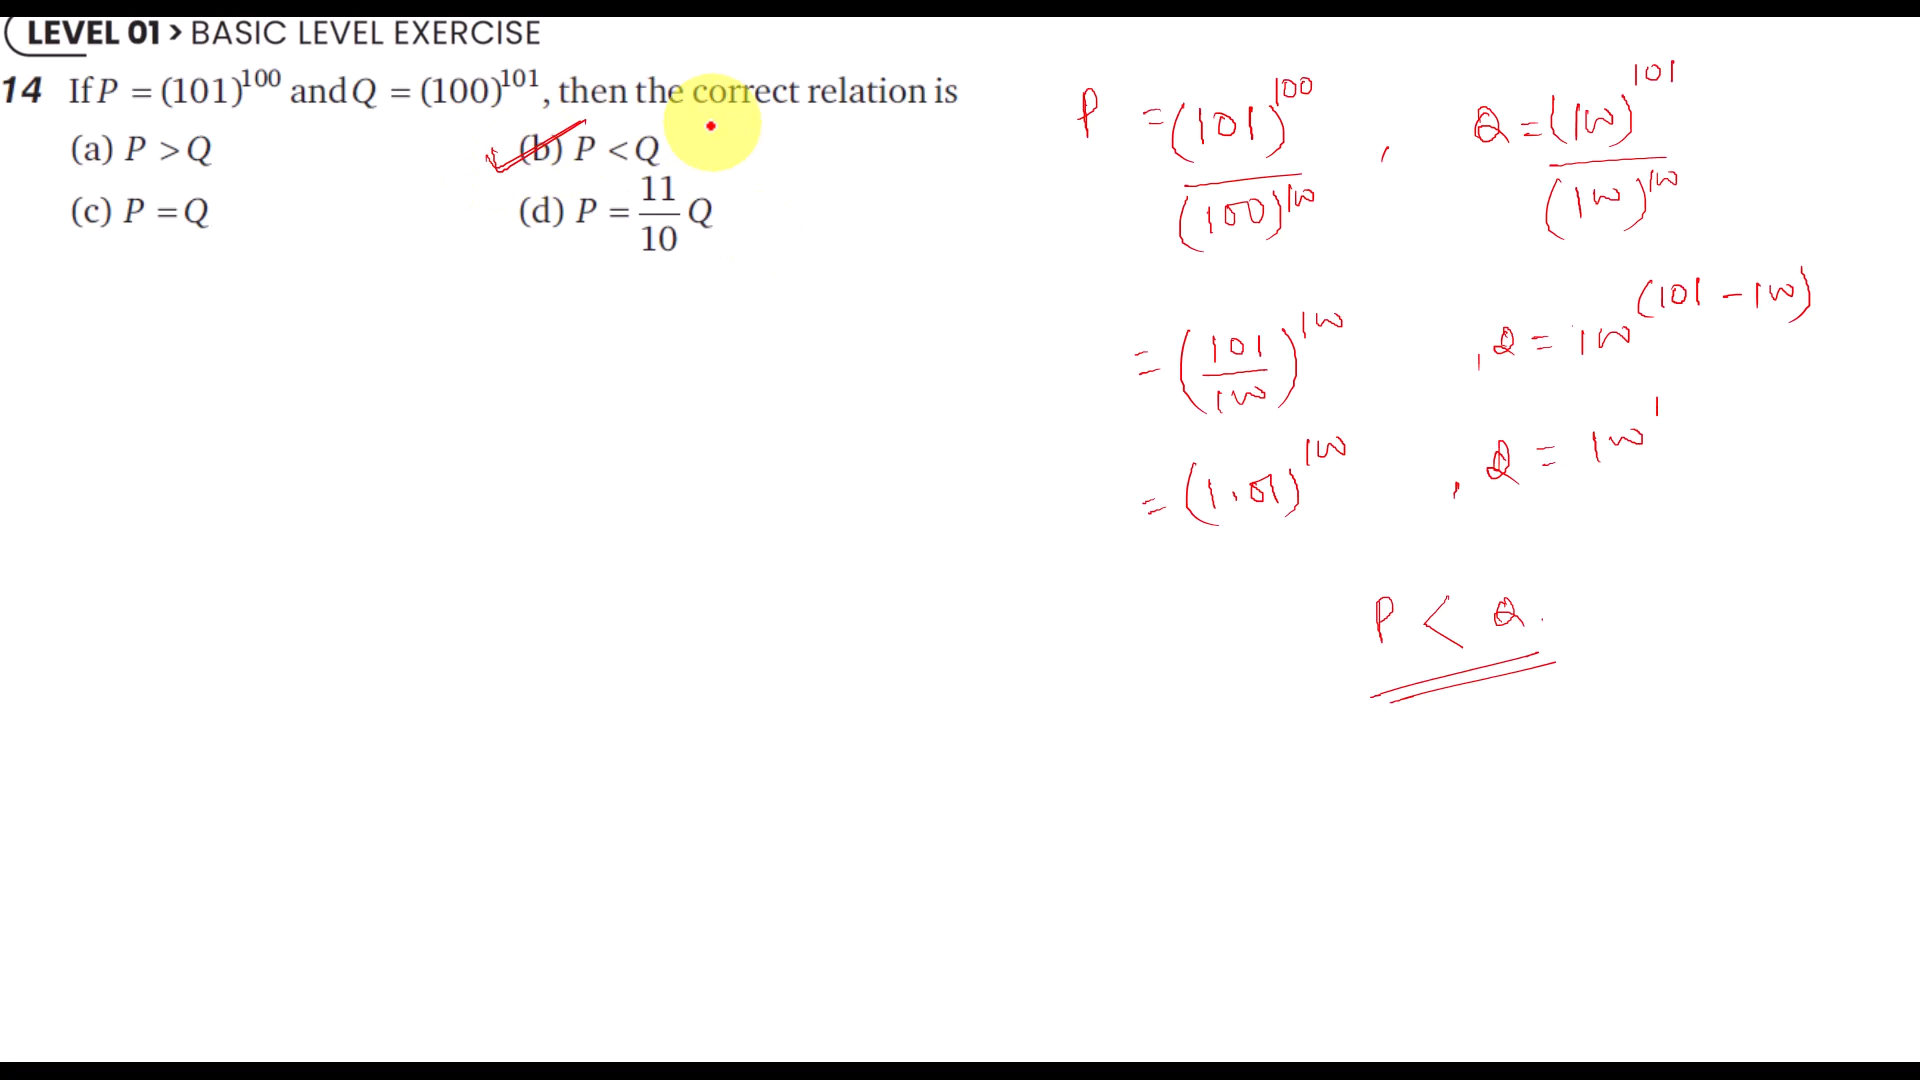 LEVEL 01 > BASIC LEVEL EXERCISE
14 If P = (101)^100 and Q = (100)^101, then the correct relation is
(a) P > Q (b) P < Q
(c) P = Q (d) P = 11/10 Q
P = (101)^100 / (100)^100 , Q = (100)^101 / (100)^100
= (101/100)^100 , Q = 100^(101 - 100)
= (1.01)^100 , Q = 100^1
P < Q.